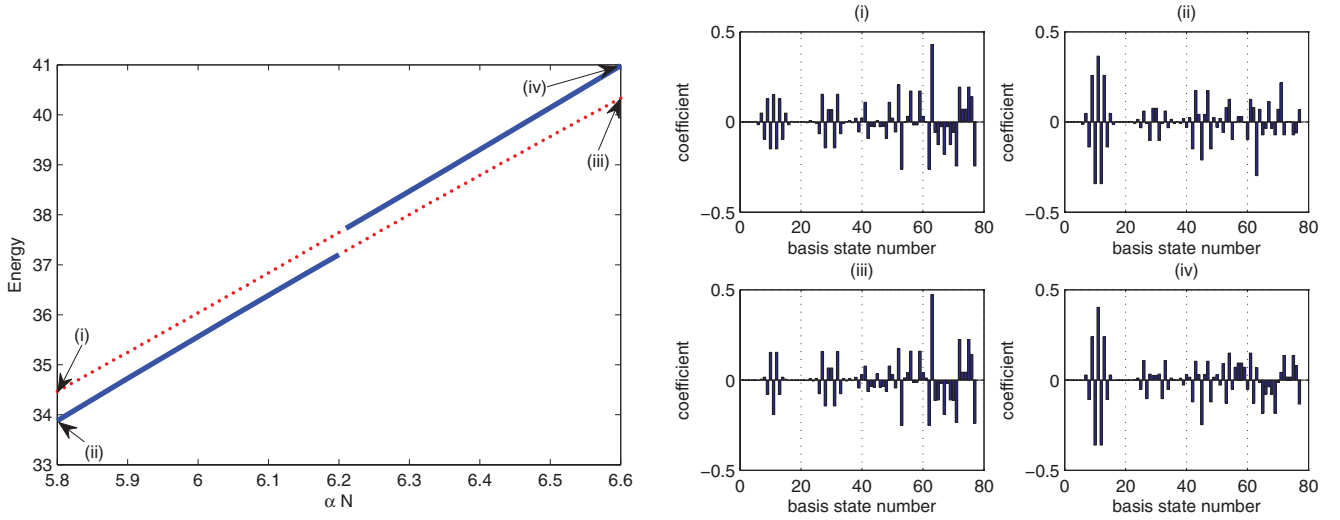 41
40
39
38
37
36
35
34
33
Energy
5.8 5.9 6 6.1 6.2 6.3 6.4 6.5 6.6
α N
(i)
(ii)
(iii)
(iv)
(i)
0.5
0
−0.5
coefficient
0 20 40 60 80
basis state number
(ii)
0.5
0
−0.5
coefficient
0 20 40 60 80
basis state number
(iii)
0.5
0
−0.5
coefficient
0 20 40 60 80
basis state number
(iv)
0.5
0
−0.5
coefficient
0 20 40 60 80
basis state number